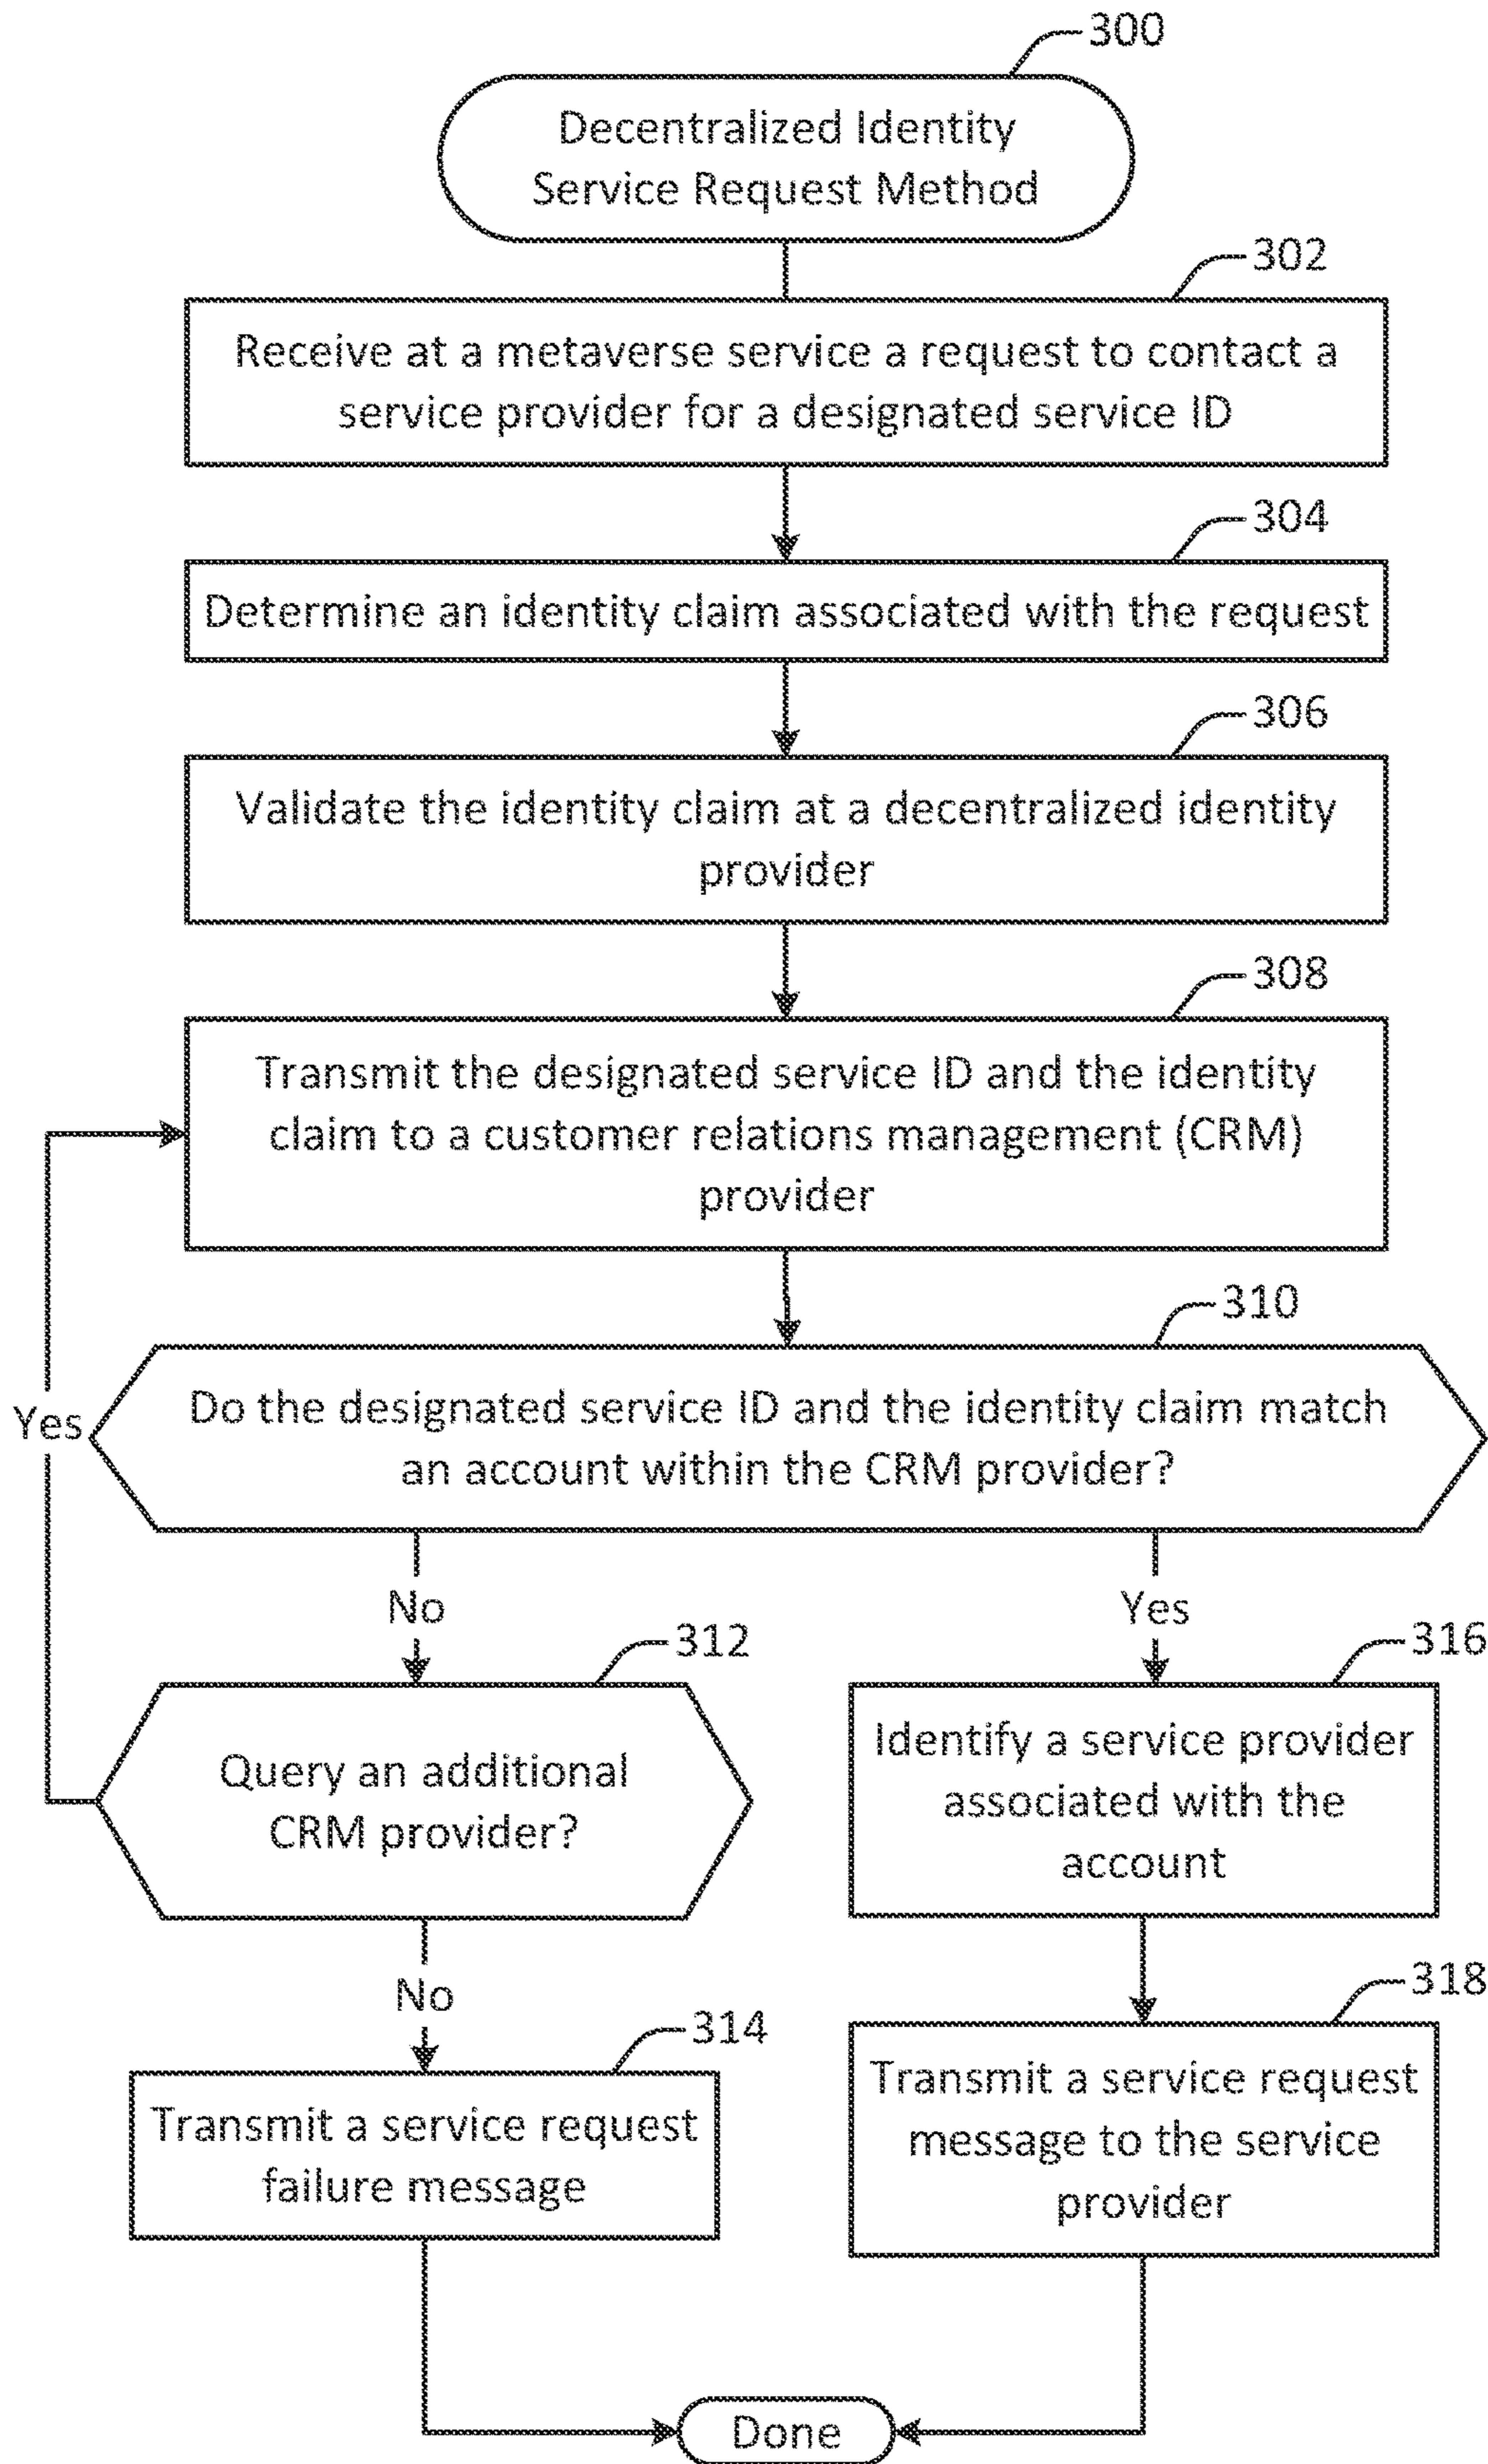 300
Decentralized Identity
Service Request Method
302
Receive at a metaverse service a request to contact a
service provider for a designated service ID
304
Determine an identity claim associated with the request
306
Validate the identity claim at a decentralized identity
provider
308
Transmit the designated service ID and the identity
claim to a customer relations management (CRM)
provider
310
Do the designated service ID and the identity claim match
an account within the CRM provider?
Yes
No
Yes
312
Query an additional
CRM provider?
316
Identify a service provider
associated with the
account
No
314
Transmit a service request
failure message
318
Transmit a service request
message to the service
provider
Done